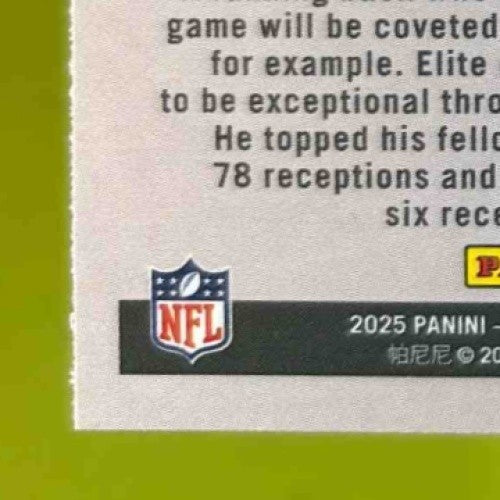 game will be coveted
for example. Elite
to be exceptional thro
He topped his fello
78 receptions and
six rece
PA
NFL
2025 PANINI –
帕尼尼 © 20